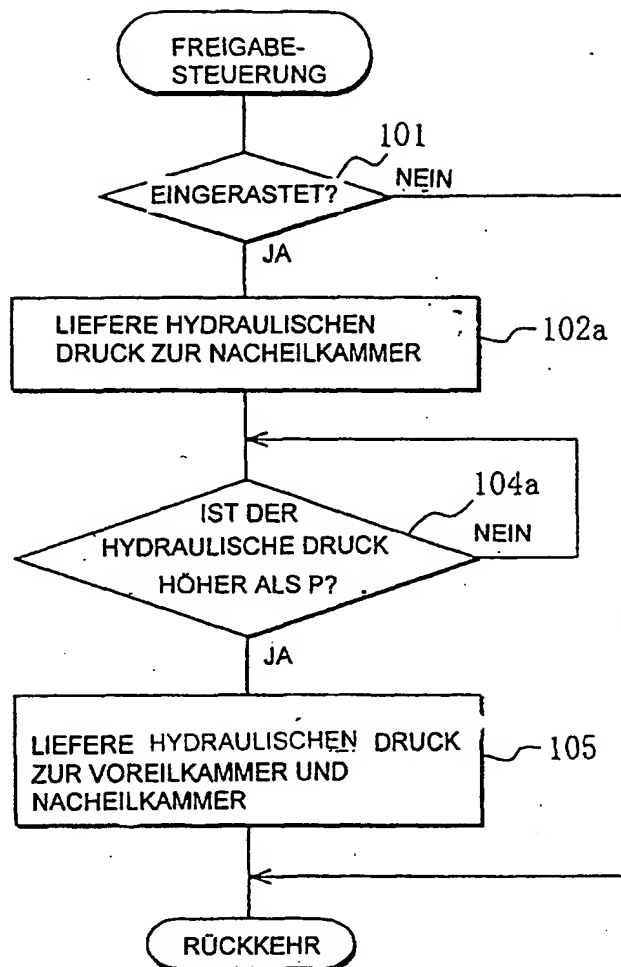 FREIGABE-
STEUERUNG
101
EINGERASTET?
NEIN
JA
LIEFERE HYDRAULISCHEN
DRUCK ZUR NACHEILKAMMER
102a
104a
IST DER
HYDRAULISCHE DRUCK
HÖHER ALS P?
NEIN
JA
LIEFERE HYDRAULISCHEN DRUCK
ZUR VOREILKAMMER UND
NACHEILKAMMER
105
RÜCKKEHR